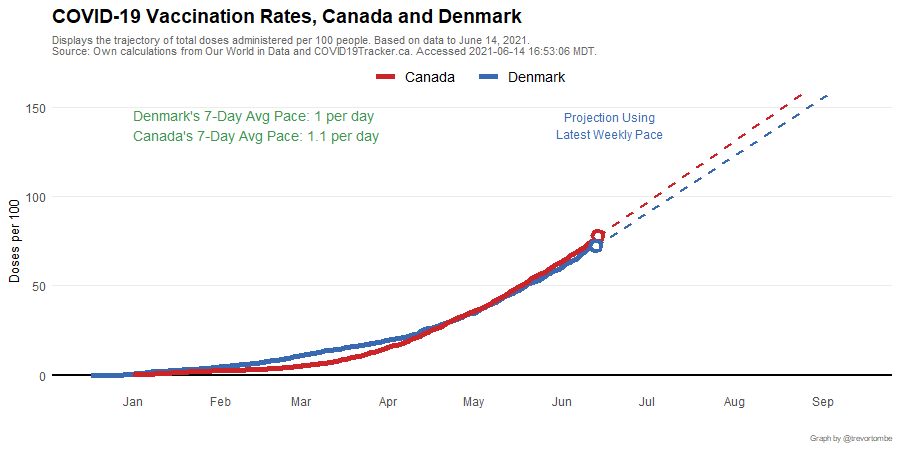 COVID-19 Vaccination Rates, Canada and Denmark
Displays the trajectory of total doses administered per 100 people. Based on data to June 14, 2021.
Source: Own calculations from Our World in Data and COVID19Tracker.ca. Accessed 2021-06-14 16:53:06 MDT.
Canada Denmark
Denmark's 7-Day Avg Pace: 1 per day
Canada's 7-Day Avg Pace: 1.1 per day
Projection Using
Latest Weekly Pace
Doses per 100
150
100
50
0
Jan Feb Mar Apr May Jun Jul Aug Sep
Graph by @trevortombe